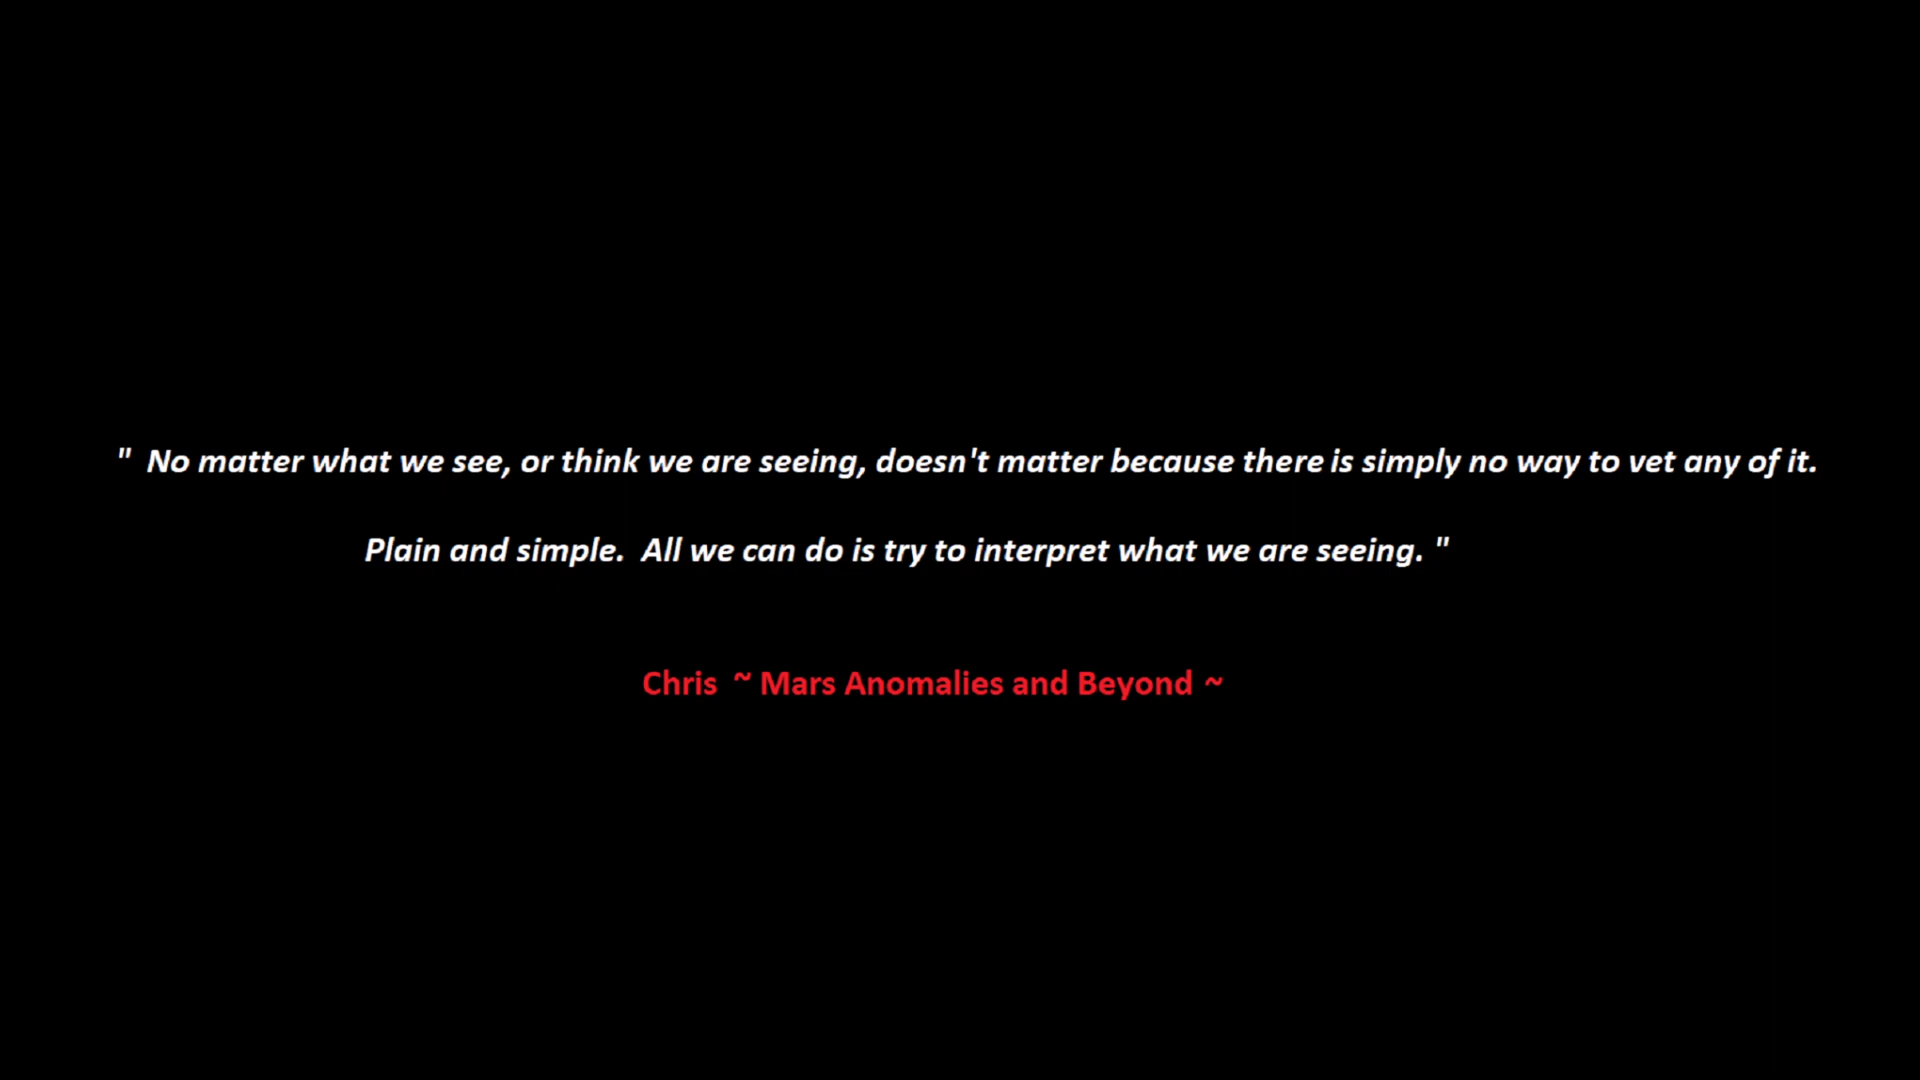 " No matter what we see, or think we are seeing, doesn't matter because there is simply no way to vet any of it.
Plain and simple. All we can do is try to interpret what we are seeing. "
Chris ~ Mars Anomalies and Beyond ~